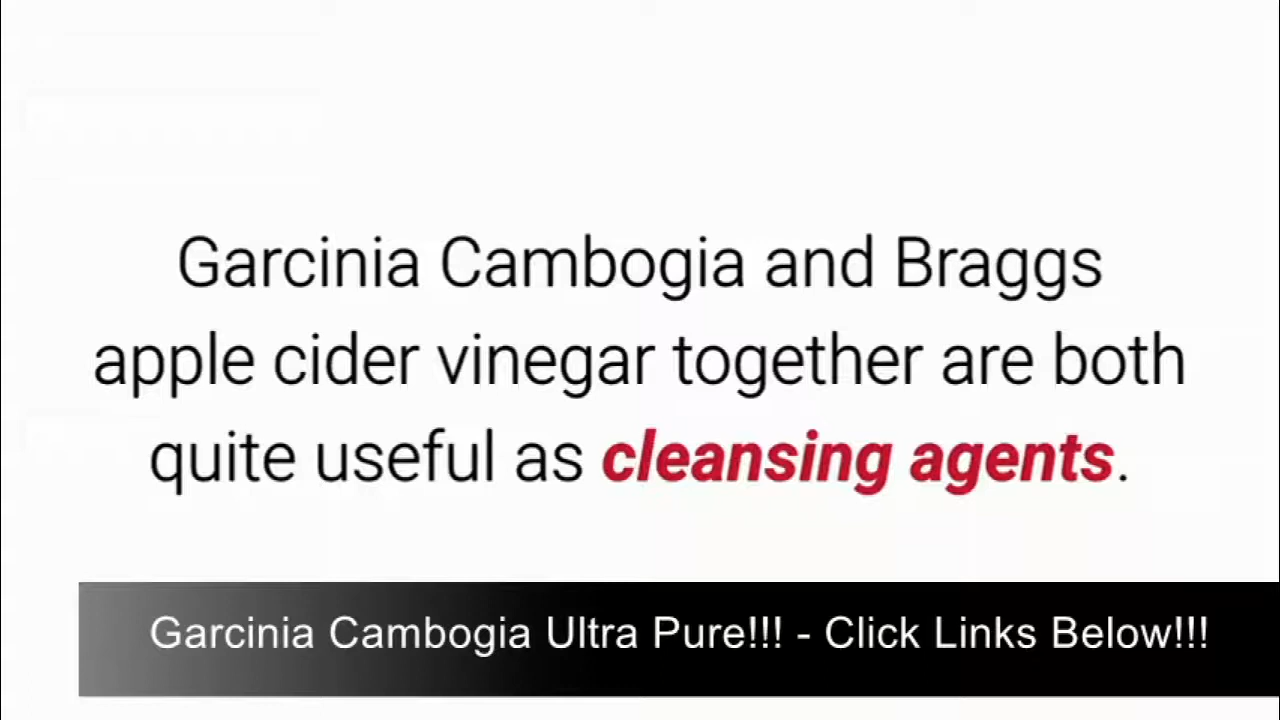 Garcinia Cambogia and Braggs
apple cider vinegar together are both
quite useful as cleansing agents.
Garcinia Cambogia Ultra Pure!!! - Click Links Below!!!